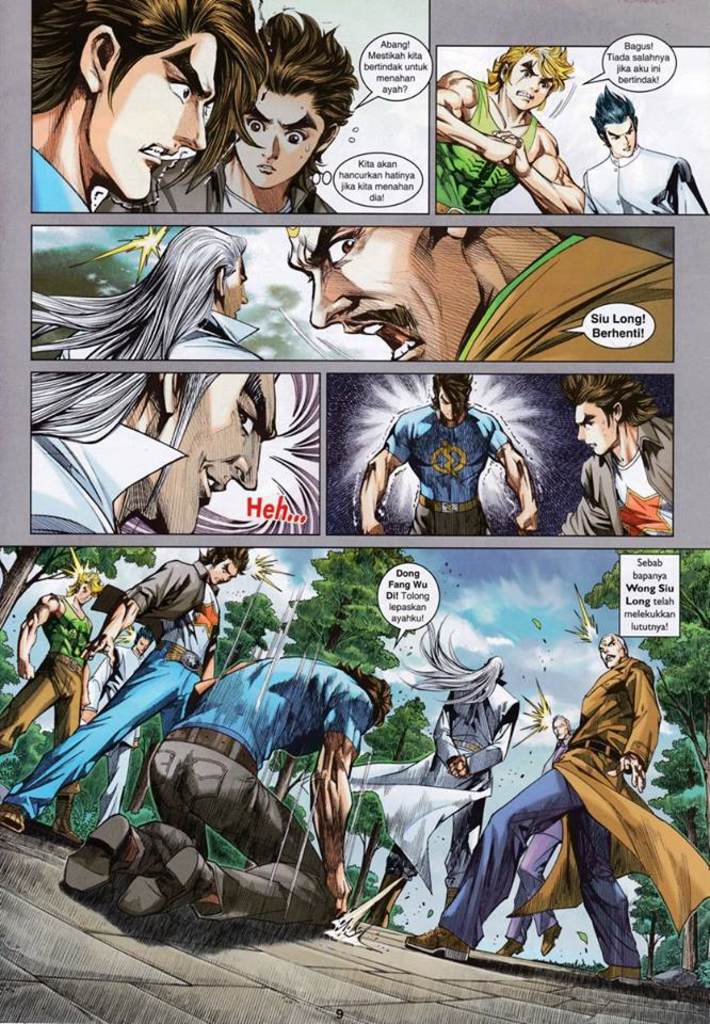 Abang!
Mestikah kita
bertindak untuk
menahan
ayah?
Kita akan
hancurkan hatinya
jika kita menahan
dia!
Bagus!
Tiada salahnya
jika aku ini
bertindak!
Siu Long!
Berhenti!
Heh...
Dong
Fang Wu
Di! Tolong
lepaskan
ayahku!
Sebab
bapanya
Wong Siu
Long telah
melekukkan
lututnya!
9